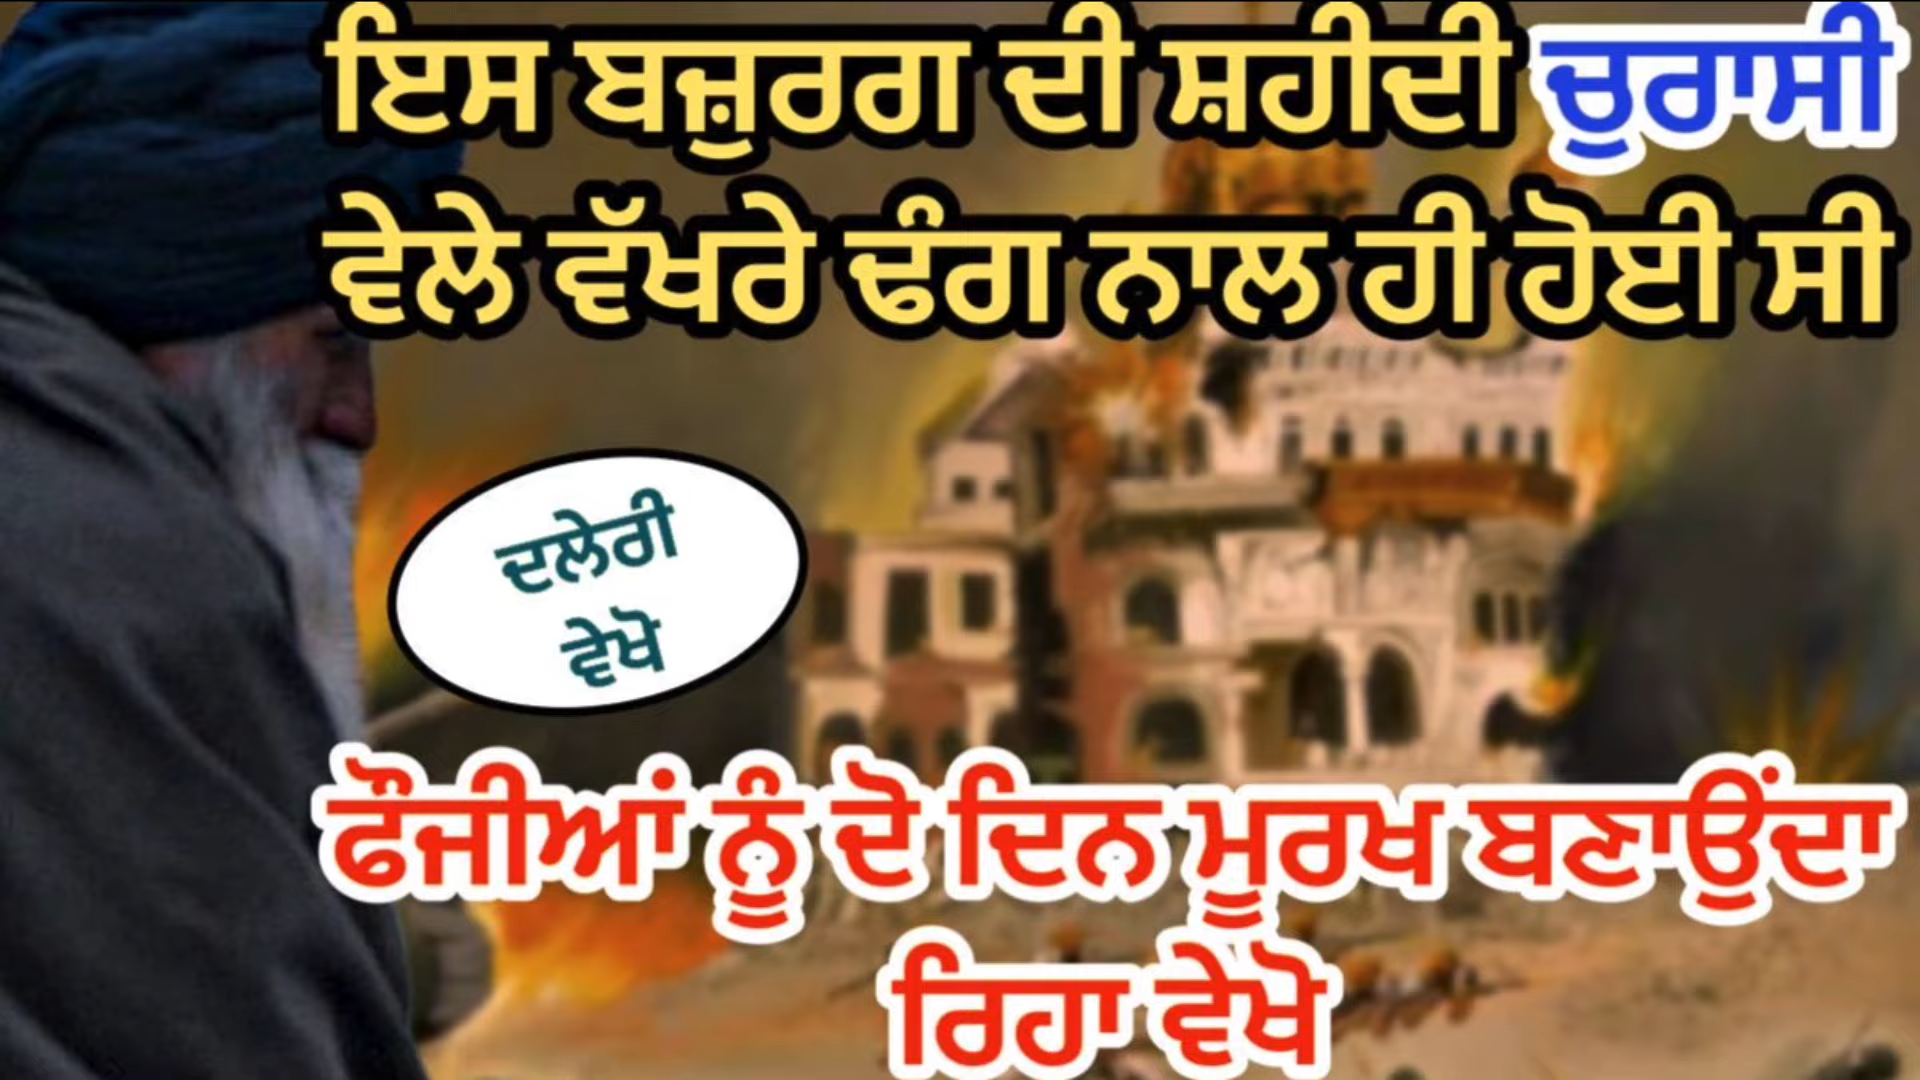 ਇਸ ਬਜ਼ੁਰਗ ਦੀ ਸ਼ਹੀਦੀ ਚੁਰਾਸੀ
ਵੇਲੇ ਵੱਖਰੇ ਢੰਗ ਨਾਲ ਹੀ ਹੋਈ ਸੀ
ਦਲੇਰੀ
ਵੇਖੋ
ਫੌਜੀਆਂ ਨੂੰ ਦੋ ਦਿਨ ਮੂਰਖ ਬਣਾਉਂਦਾ
ਰਿਹਾ ਵੇਖੋ